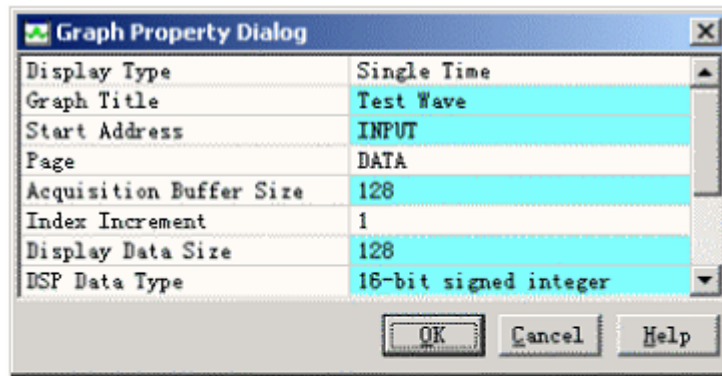 Graph Property Dialog
Display Type Single Time
Graph Title Test Wave
Start Address INPUT
Page DATA
Acquisition Buffer Size 128
Index Increment 1
Display Data Size 128
DSP Data Type 16-bit signed integer
OK Cancel Help